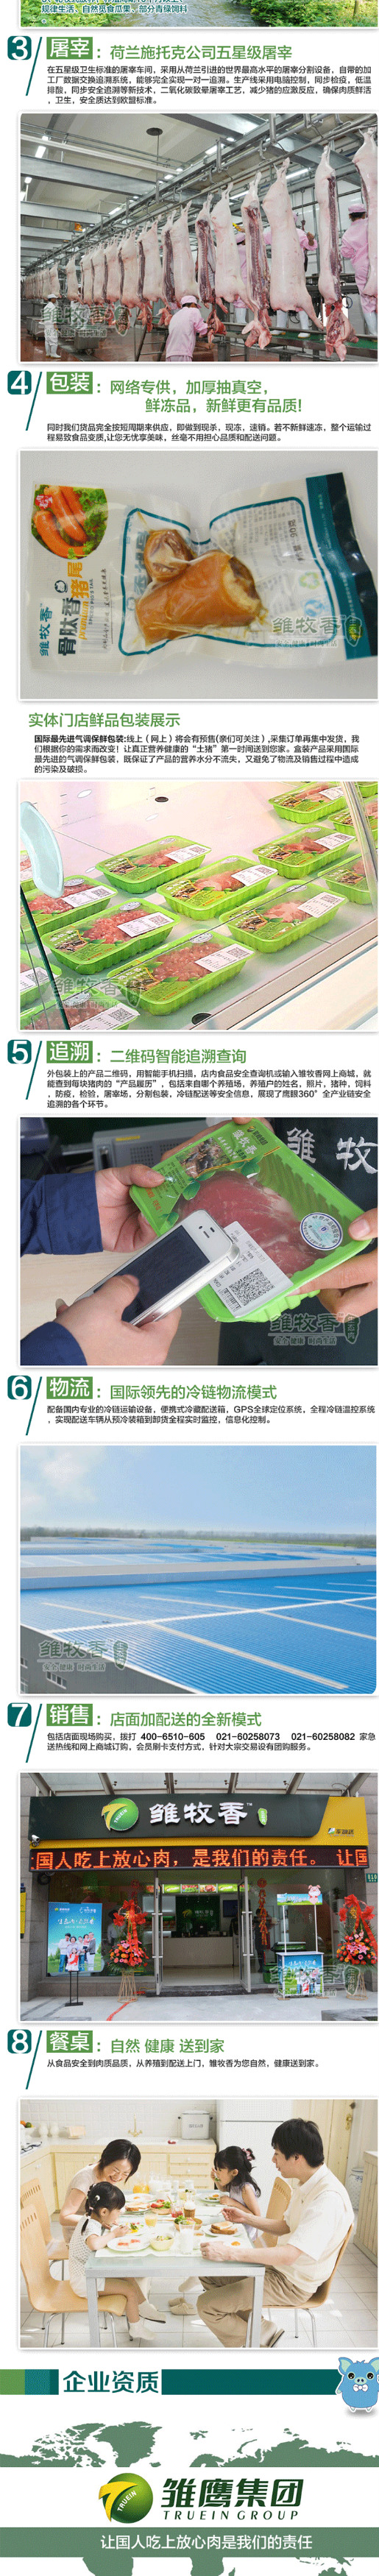 规律生活、自然觅食瓜果、部分青绿饲料
3 屠宰：荷兰施托克公司五星级屠宰
在五星级卫生标准的屠宰车间，采用从荷兰引进的世界最高水平的屠宰分割设备，自带的加
工厂数据交换追溯系统，能够完全实现一对一追溯。生产线采用电脑控制，同步检疫，低温
排酸，同步安全追溯等新技术，二氧化碳致晕屠宰工艺，减少猪的应激反应，确保肉质鲜活
，卫生，安全质达到欧盟标准。
雏牧香
4 包装：网络专供，加厚抽真空，
鲜冻品，新鲜更有品质!
同时我们货品完全按短周期来供应，即做到现杀，现冻，速销。若不新鲜速冻，整个运输过
程易致食品变质,让您无忧享美味，丝毫不用担心品质和配送问题。
雏牧香
骨肽香猪尾
雏牧香
安全 健康 时尚生活
实体门店鲜品包装展示
国际最先进气调保鲜包装:线上（网上）将会有预售(亲们可关注）,采集订单再集中发货，我
们根据你的需求而改变！让真正营养健康的“土猪”第一时间送到您家。盒装产品采用国际
最先进的气调保鲜包装，既保证了产品的营养水分不流失，又避免了物流及销售过程中造成
的污染及破损。
雏牧香
5 追溯：二维码智能追溯查询
外包装上的产品二维码，用智能手机扫描，店内食品安全查询机或输入雏牧香网上商城，就
能查到每块猪肉的“产品履历”，包括来自哪个养殖场，养殖户的姓名，照片，猪种，饲料
，防疫，检验，屠宰场，分割包装，冷链配送等安全信息，展现了鹰眼360°全产业链安全
追溯的各个环节。
雏牧
雏牧香
安全 健康 时尚生活
6 物流：国际领先的冷链物流模式
配备国内专业的冷链运输设备，便携式冷藏配送箱，GPS全球定位系统，全程冷链温控系统
，实现配送车辆从预冷装箱到卸货全程实时监控，信息化控制。
雏牧香
安全 健康 时尚生活
7 销售：店面加配送的全新模式
包括店面现场购买，拨打 400-6510-605 021-60258073 021-60258082 家急
送热线和网上商城订购，会员刷卡支付方式，针对大宗交易设有团购服务。
TRUEIN 雏牧香
国人吃上放心肉，是我们的责任。 让国
8 餐桌：自然 健康 送到家
从食品安全到肉质品质，从养殖到配送上门，雏牧香为您自然，健康送到家。
企业资质
TRUEIN 雏鹰集团
TRUEIN GROUP
让国人吃上放心肉是我们的责任